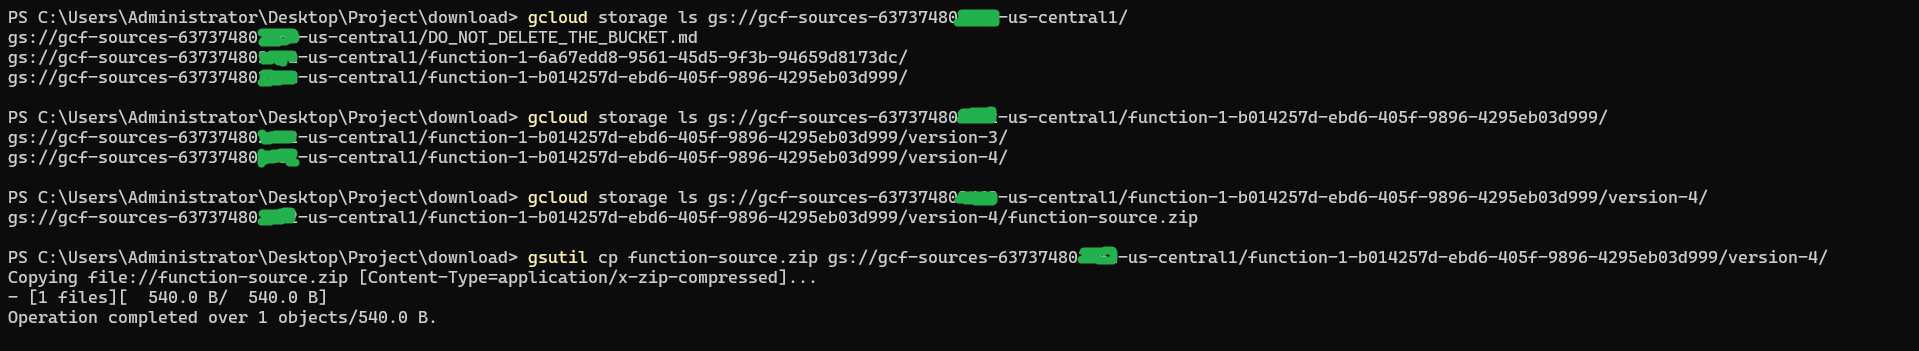 PS C:\Users\Administrator\Desktop\Project\download> gcloud storage ls gs://gcf-sources-63737480-us-central1/
gs://gcf-sources-63737480-us-central1/DO_NOT_DELETE_THE_BUCKET.md
gs://gcf-sources-63737480-us-central1/function-1-6a67edd8-9561-45d5-9f3b-94659d8173dc/
gs://gcf-sources-63737480-us-central1/function-1-b014257d-ebd6-405f-9896-4295eb03d999/
PS C:\Users\Administrator\Desktop\Project\download> gcloud storage ls gs://gcf-sources-63737480-us-central1/function-1-b014257d-ebd6-405f-9896-4295eb03d999/
gs://gcf-sources-63737480-us-central1/function-1-b014257d-ebd6-405f-9896-4295eb03d999/version-3/
gs://gcf-sources-63737480-us-central1/function-1-b014257d-ebd6-405f-9896-4295eb03d999/version-4/
PS C:\Users\Administrator\Desktop\Project\download> gcloud storage ls gs://gcf-sources-63737480-us-central1/function-1-b014257d-ebd6-405f-9896-4295eb03d999/version-4/
gs://gcf-sources-63737480-us-central1/function-1-b014257d-ebd6-405f-9896-4295eb03d999/version-4/function-source.zip
PS C:\Users\Administrator\Desktop\Project\download> gsutil cp function-source.zip gs://gcf-sources-63737480-us-central1/function-1-b014257d-ebd6-405f-9896-4295eb03d999/version-4/
Copying file://function-source.zip [Content-Type=application/x-zip-compressed]...
- [1 files][  540.0 B/  540.0 B]
Operation completed over 1 objects/540.0 B.